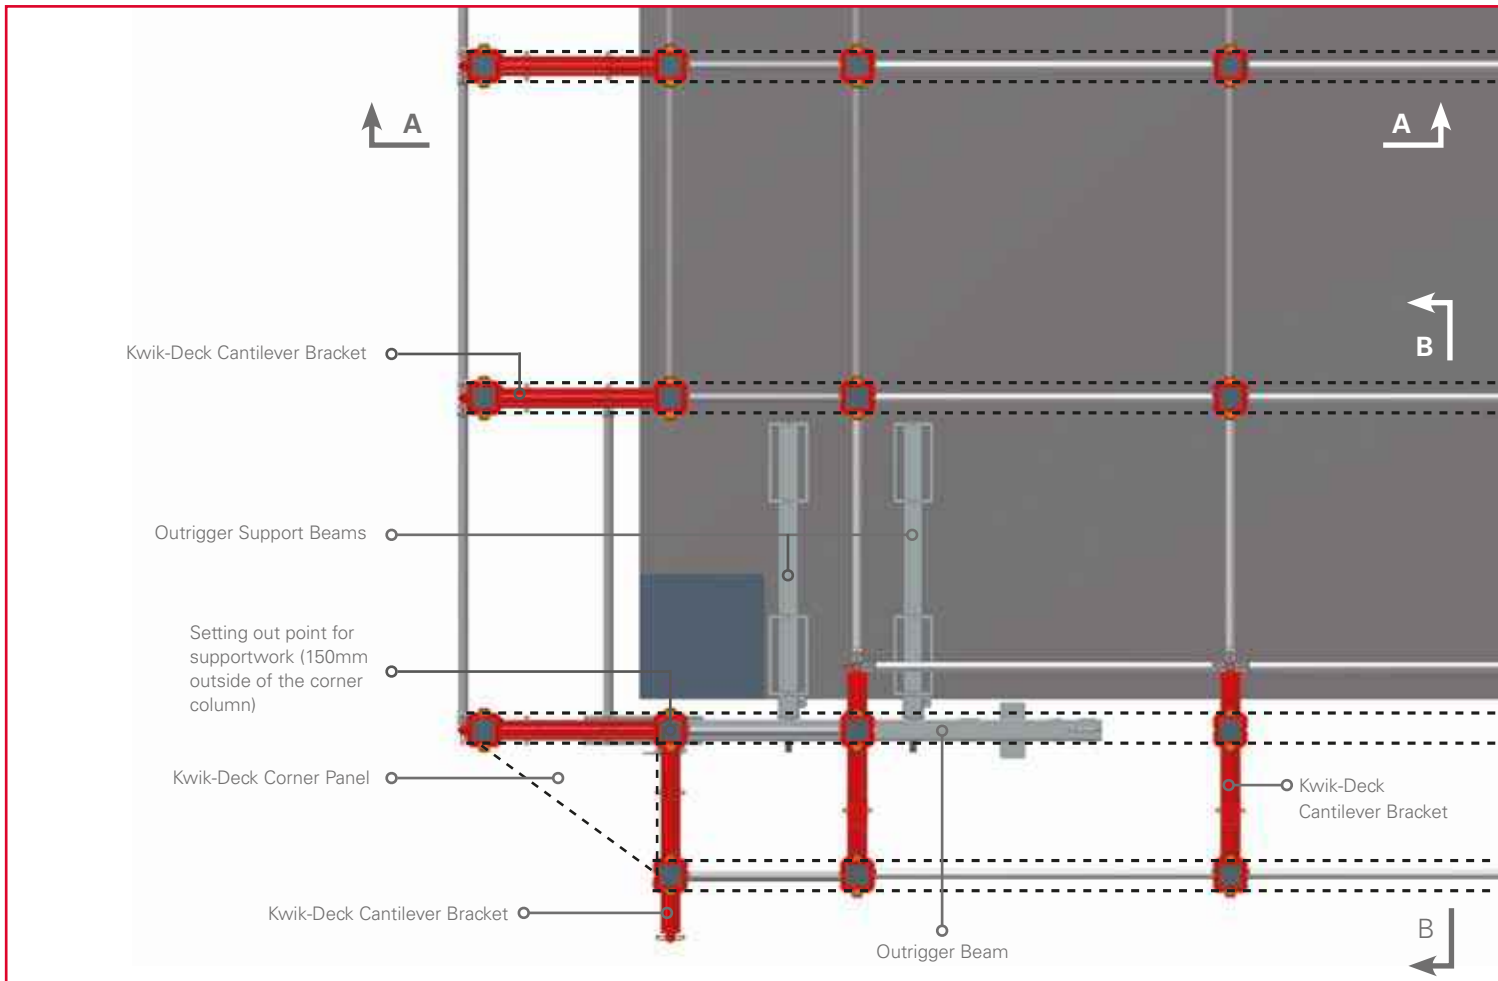 A
A
B
Kwik-Deck Cantilever Bracket
Outrigger Support Beams
Setting out point for
supportwork (150mm
outside of the corner
column)
Kwik-Deck Corner Panel
Kwik-Deck
Cantilever Bracket
Kwik-Deck Cantilever Bracket
Outrigger Beam
B